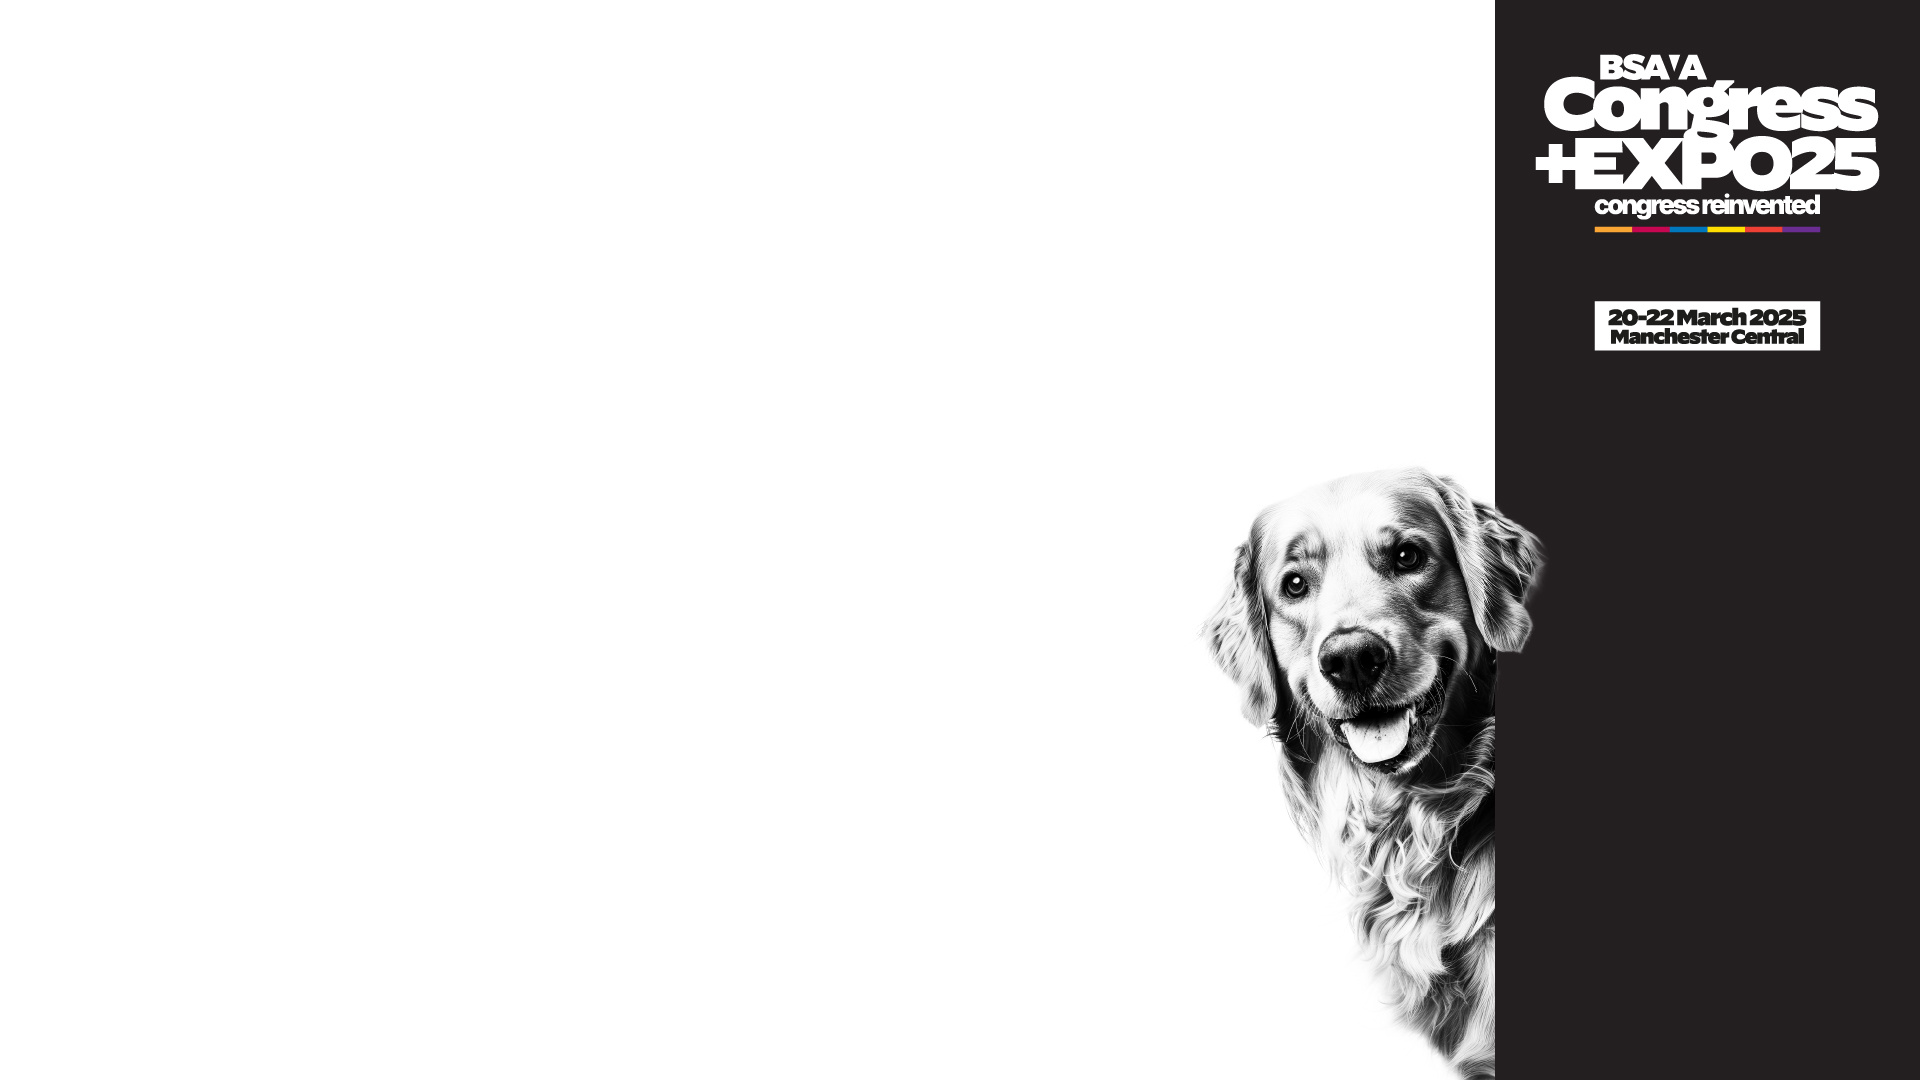 BSAVA
Congress
+EXPO25
congress reinvented
20-22 March 2025
Manchester Central